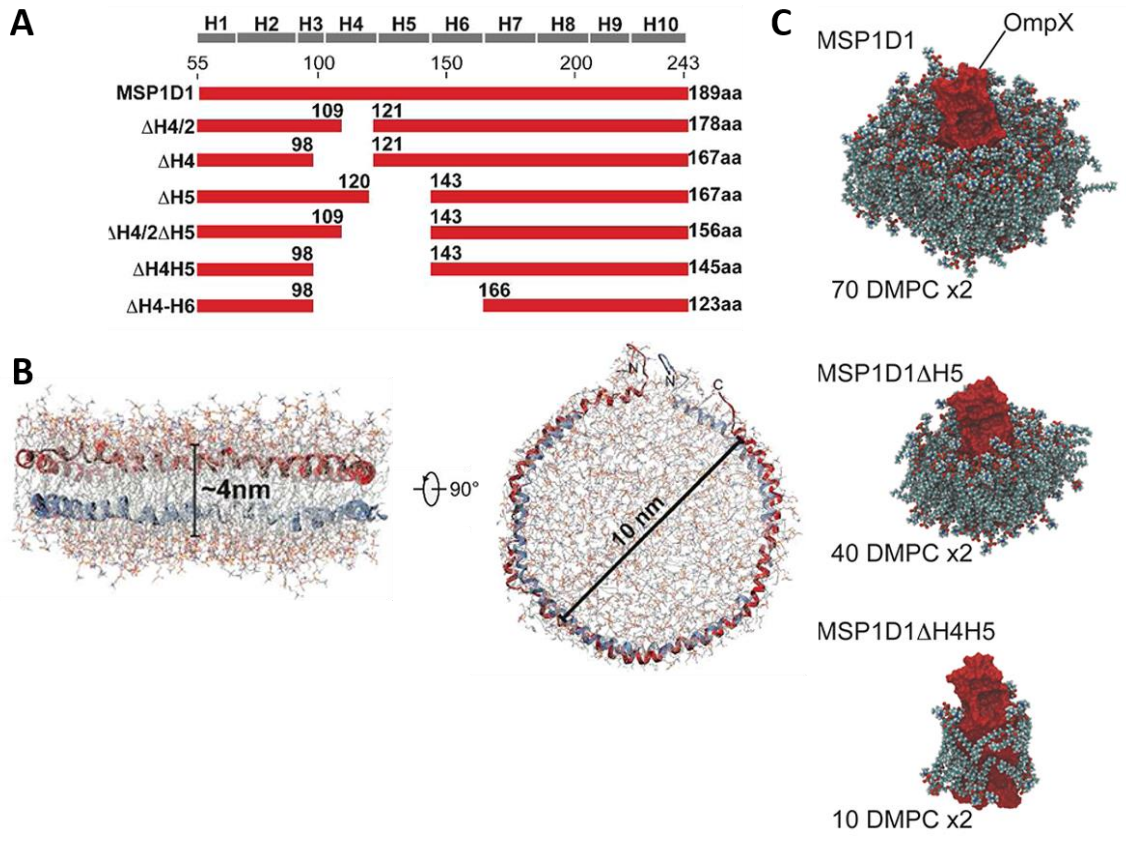 A
H1 H2 H3 H4 H5 H6 H7 H8 H9 H10
55 100 150 200 243
MSP1D1 189aa
109 121
ΔH4/2 178aa
98 121
ΔH4 167aa
120 143
ΔH5 167aa
109 143
ΔH4/2ΔH5 156aa
98 143
ΔH4H5 145aa
98 166
ΔH4-H6 123aa
B
~4nm
90°
N N C
10 nm
C
OmpX
MSP1D1
70 DMPC x2
MSP1D1ΔH5
40 DMPC x2
MSP1D1ΔH4H5
10 DMPC x2